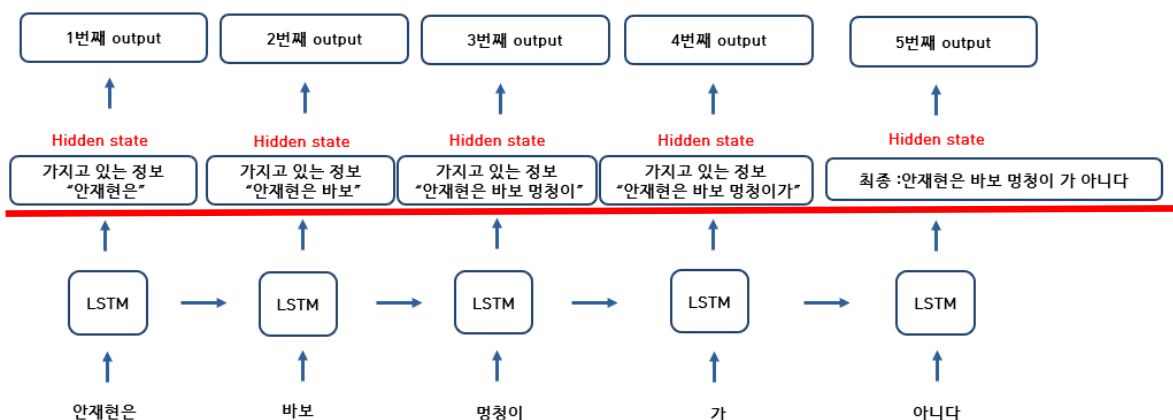 1번째 output
2번째 output
3번째 output
4번째 output
5번째 output
Hidden state
Hidden state
Hidden state
Hidden state
Hidden state
가지고 있는 정보
“안재현은”
가지고 있는 정보
“안재현은 바보”
가지고 있는 정보
“안재현은 바보 멍청이”
가지고 있는 정보
“안재현은 바보 멍청이가”
최종 :안재현은 바보 멍청이 가 아니다
LSTM
LSTM
LSTM
LSTM
LSTM
안재현은
바보
멍청이
가
아니다